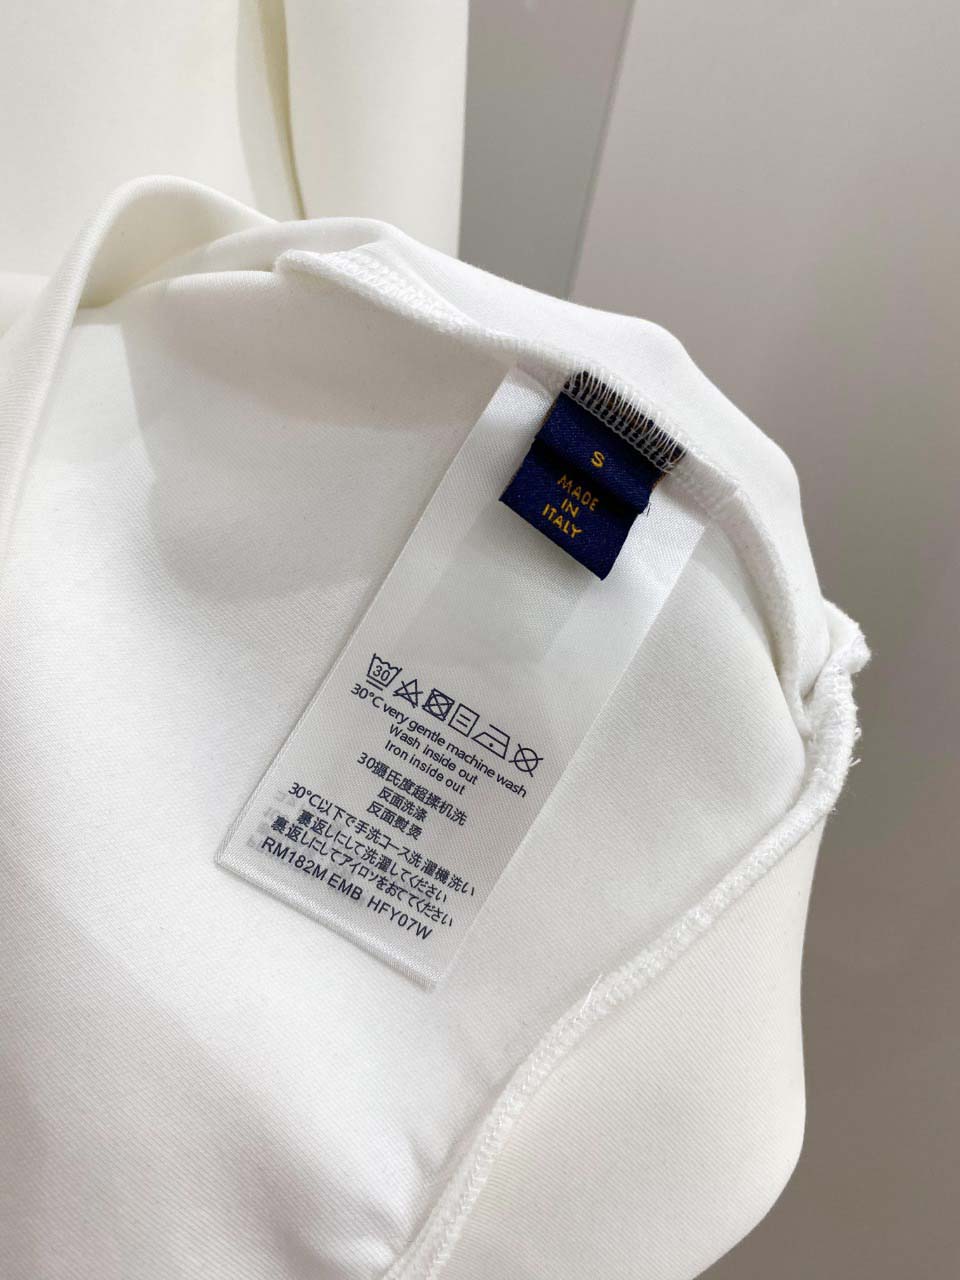 S
MADE
IN
ITALY
30
30°C very gentle machine wash
Wash inside out
Iron inside out
30摄氏度超揉机洗
反面洗涤
反面熨烫
30℃以下で手洗コース洗濯機洗い
裏返しにして洗濯してください
裏返しにしてアイロンをおてください
RM182M EMB HFY07W